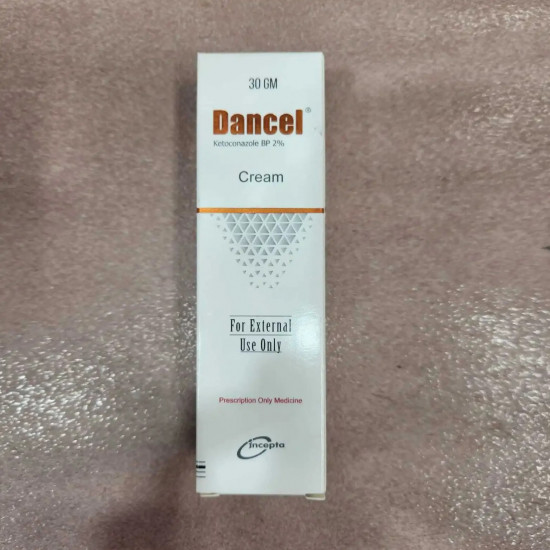 30 GM
Dancel®
Ketoconazole BP 2%
Cream
For External
Use Only
Prescription Only Medicine
incepta